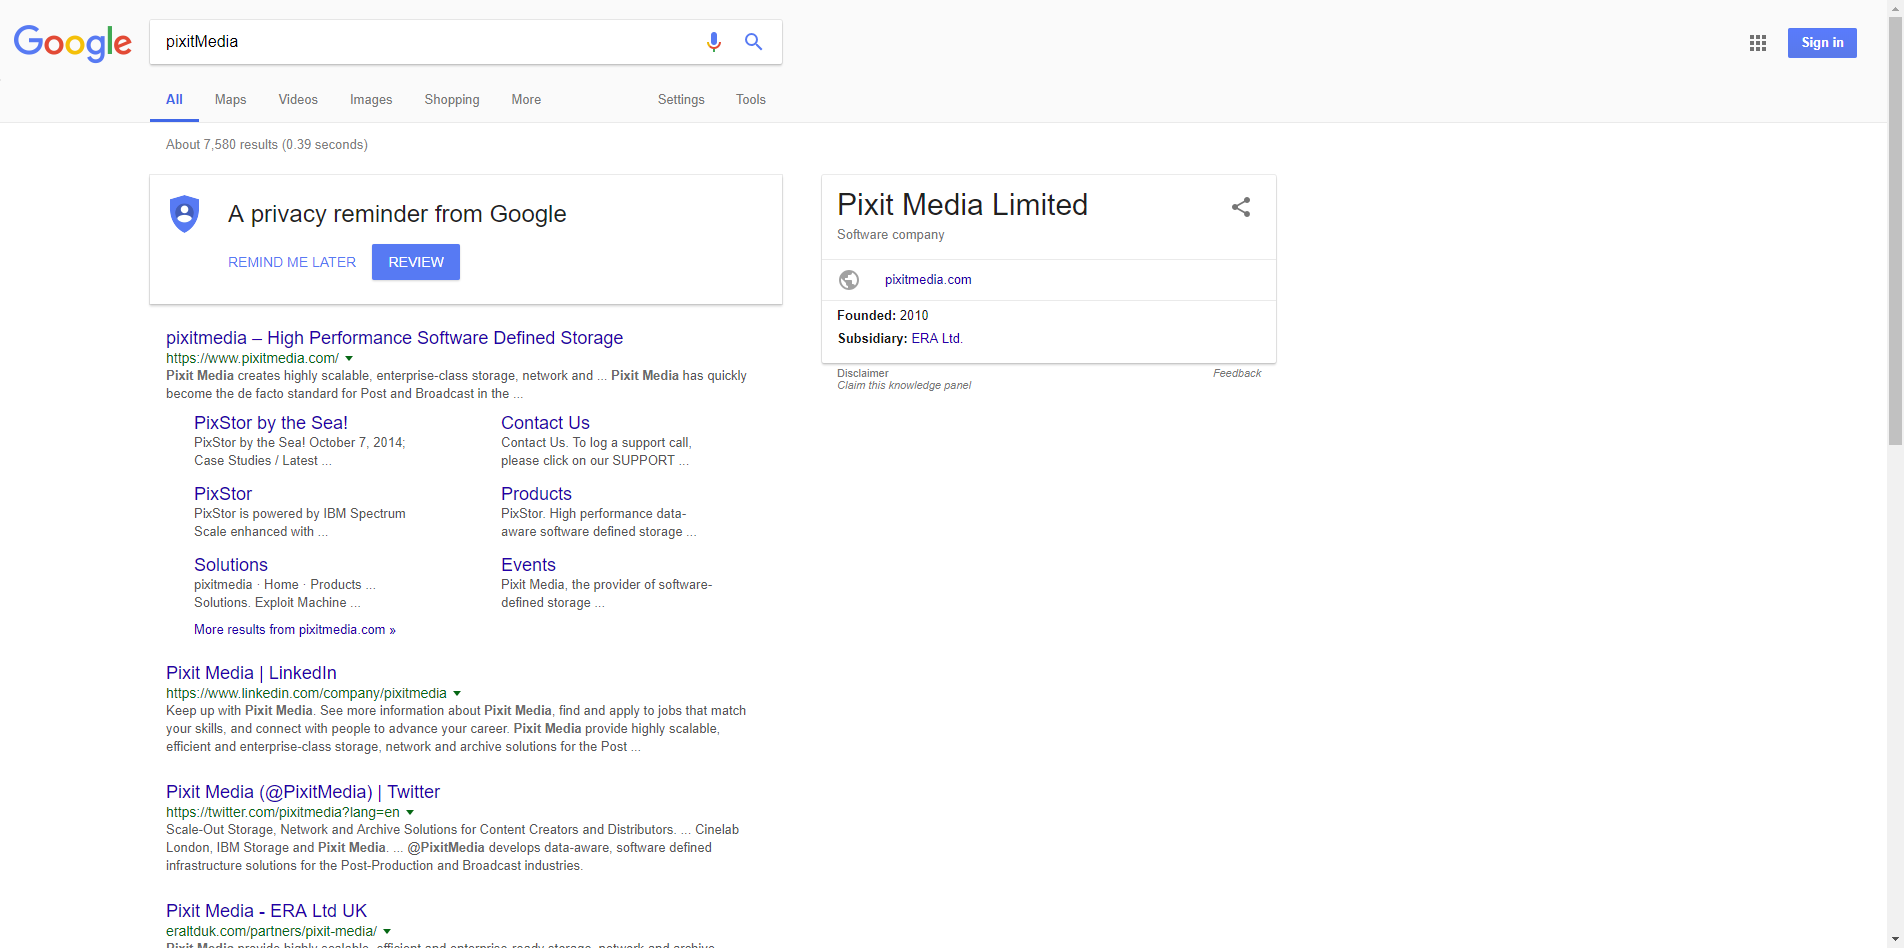 Google
pixitMedia
Sign in
All Maps Videos Images Shopping More Settings Tools
About 7,580 results (0.39 seconds)
A privacy reminder from Google
REMIND ME LATER REVIEW
pixitmedia – High Performance Software Defined Storage
https://www.pixitmedia.com/
Pixit Media creates highly scalable, enterprise-class storage, network and ... Pixit Media has quickly
become the de facto standard for Post and Broadcast in the ...
PixStor by the Sea!
PixStor by the Sea! October 7, 2014;
Case Studies / Latest ...
Contact Us
Contact Us. To log a support call,
please click on our SUPPORT ...
PixStor
PixStor is powered by IBM Spectrum
Scale enhanced with ...
Products
PixStor. High performance data-
aware software defined storage ...
Solutions
pixitmedia · Home · Products ...
Solutions. Exploit Machine ...
Events
Pixit Media, the provider of software-
defined storage ...
More results from pixitmedia.com »
Pixit Media | LinkedIn
https://www.linkedin.com/company/pixitmedia
Keep up with Pixit Media. See more information about Pixit Media, find and apply to jobs that match
your skills, and connect with people to advance your career. Pixit Media provide highly scalable,
efficient and enterprise-class storage, network and archive solutions for the Post ...
Pixit Media (@PixitMedia) | Twitter
https://twitter.com/pixitmedia?lang=en
Scale-Out Storage, Network and Archive Solutions for Content Creators and Distributors. ... Cinelab
London, IBM Storage and Pixit Media. ... @PixitMedia develops data-aware, software defined
infrastructure solutions for the Post-Production and Broadcast industries.
Pixit Media - ERA Ltd UK
eraltduk.com/partners/pixit-media/
Pixit Media provide highly scalable, efficient and enterprise-ready storage, network and archive
Pixit Media Limited
Software company
pixitmedia.com
Founded: 2010
Subsidiary: ERA Ltd.
Disclaimer Feedback
Claim this knowledge panel